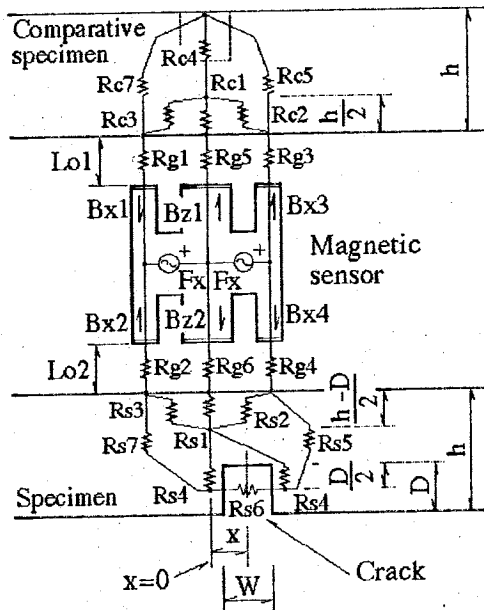 Comparative
specimen
Rc4
Rc7
Rc5
Rc1
Rc3
Rc2
h
2
h
Lo1
Rg1
Rg5
Rg3
Bx1
Bz1
Bx3
+
+
Magnetic
sensor
Fx
Fx
Bx2
Bz2
Bx4
Lo2
Rg2
Rg6
Rg4
h-D
2
Rs3
Rs2
Rs1
Rs7
Rs5
h
D
2
D
Rs4
Rs4
Rs6
Specimen
x
x=0
W
Crack